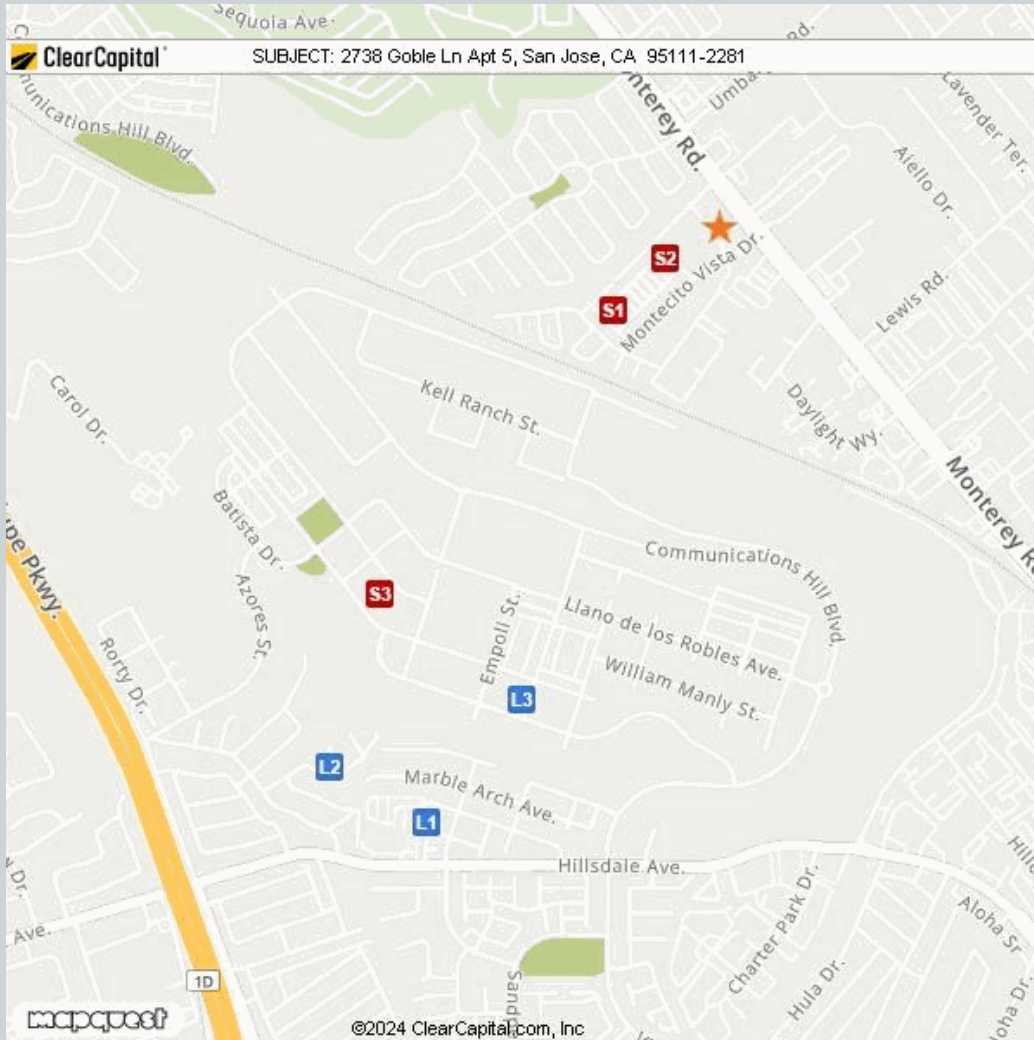 Sequoia Ave.
Rd.
ClearCapital
SUBJECT: 2738 Goble Ln Apt 5, San Jose, CA 95111-2281
Monterey Rd.
Communications Hill Blvd.
Lavender Ter.
Aiello Dr.
S2
Montecito Vista Dr.
S1
Lewis Rd.
Kell Ranch St.
Carol Dr.
Daylight Wy.
Monterey Rd
Batista Dr.
Pkwy.
Communications Hill Blvd.
Azores St.
S3
Empoli St.
Llano de los Robles Ave.
Rorty Dr.
William Manly St.
L3
L2
Marble Arch Ave.
L1
Hillsdale Ave.
Dr.
Ave.
Charter Park Dr.
Aloha Sr
Hula Dr.
1D
mapquest
©2024 ClearCapital.com, Inc